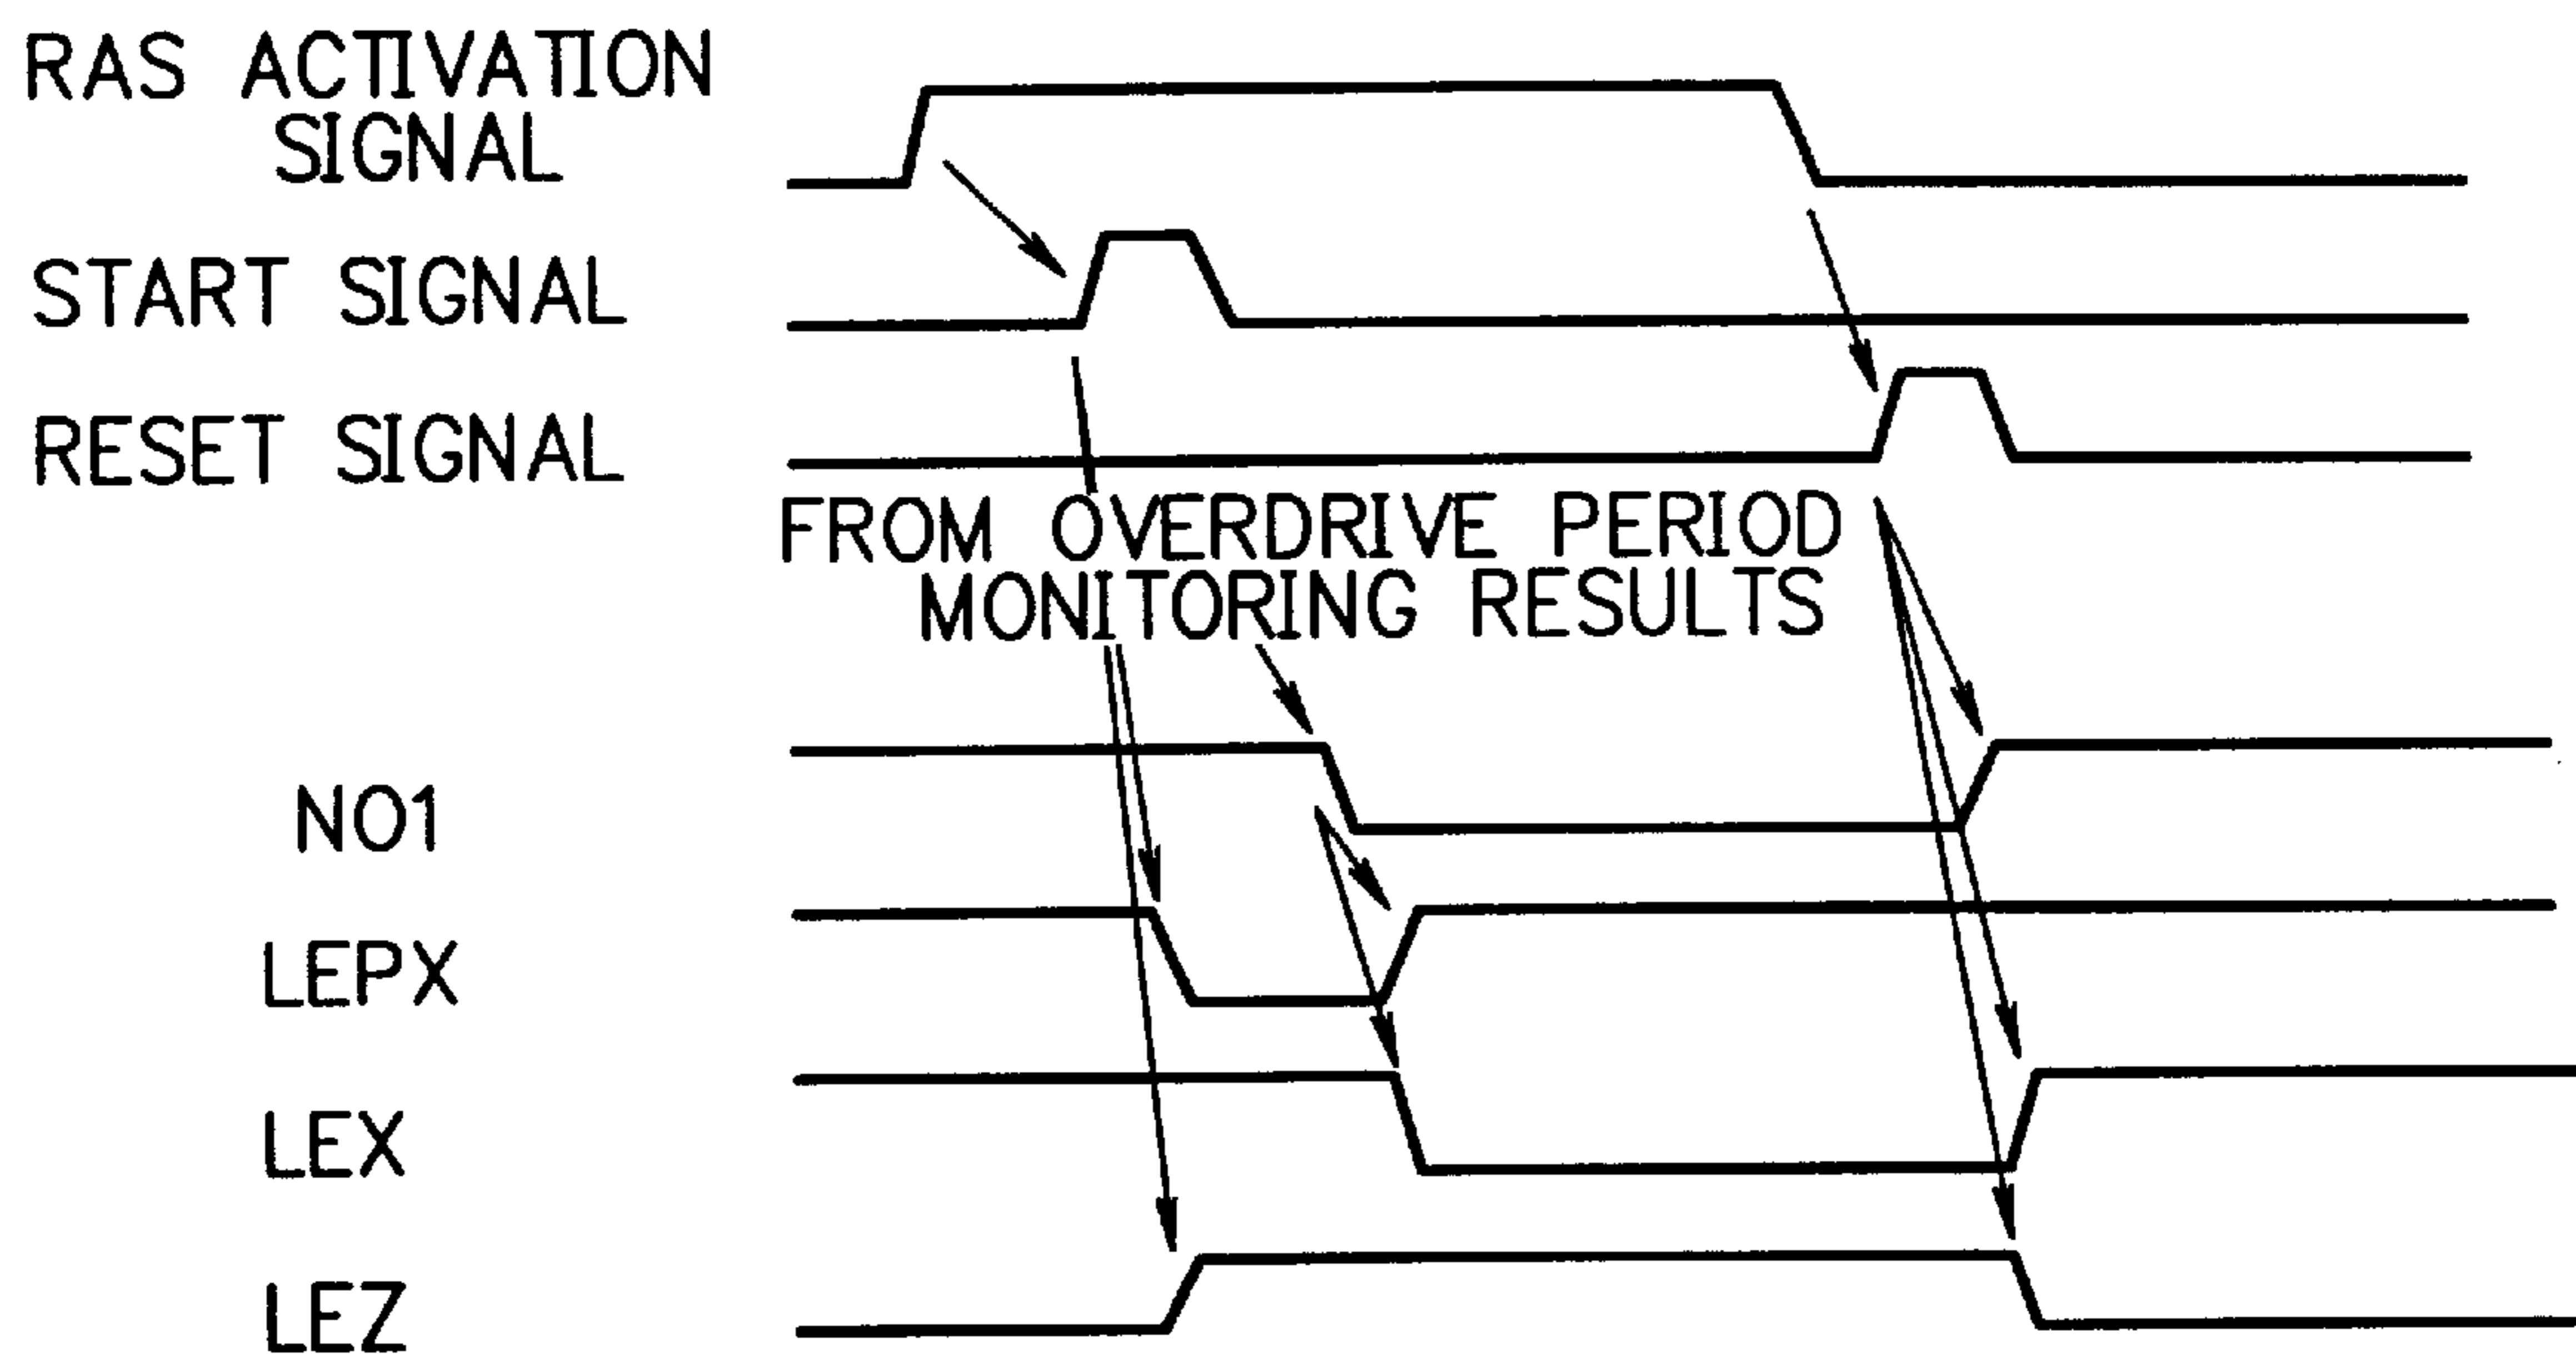 RAS ACTIVATION
SIGNAL
START SIGNAL
RESET SIGNAL
FROM OVERDRIVE PERIOD
MONITORING RESULTS
NO1
LEPX
LEX
LEZ